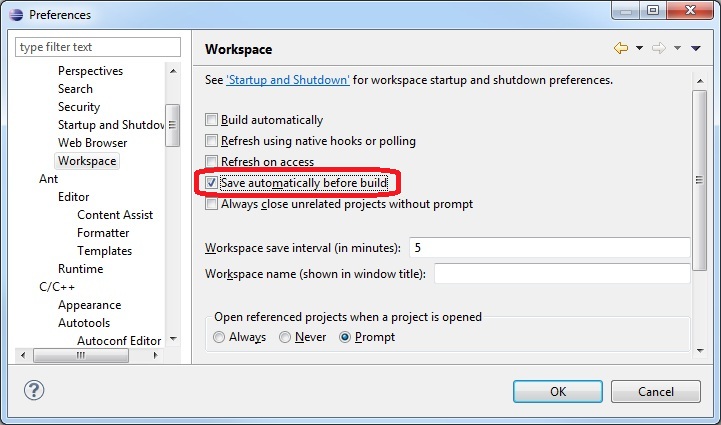 Preferences
type filter text
Perspectives
Search
Security
Startup and Shutdow
Web Browser
Workspace
Ant
Editor
Content Assist
Formatter
Templates
Runtime
C/C++
Appearance
Autotools
Autoconf Editor
Workspace
See 'Startup and Shutdown' for workspace startup and shutdown preferences.
Build automatically
Refresh using native hooks or polling
Refresh on access
Save automatically before build
Always close unrelated projects without prompt
Workspace save interval (in minutes): 5
Workspace name (shown in window title):
Open referenced projects when a project is opened
Always Never Prompt
? OK Cancel